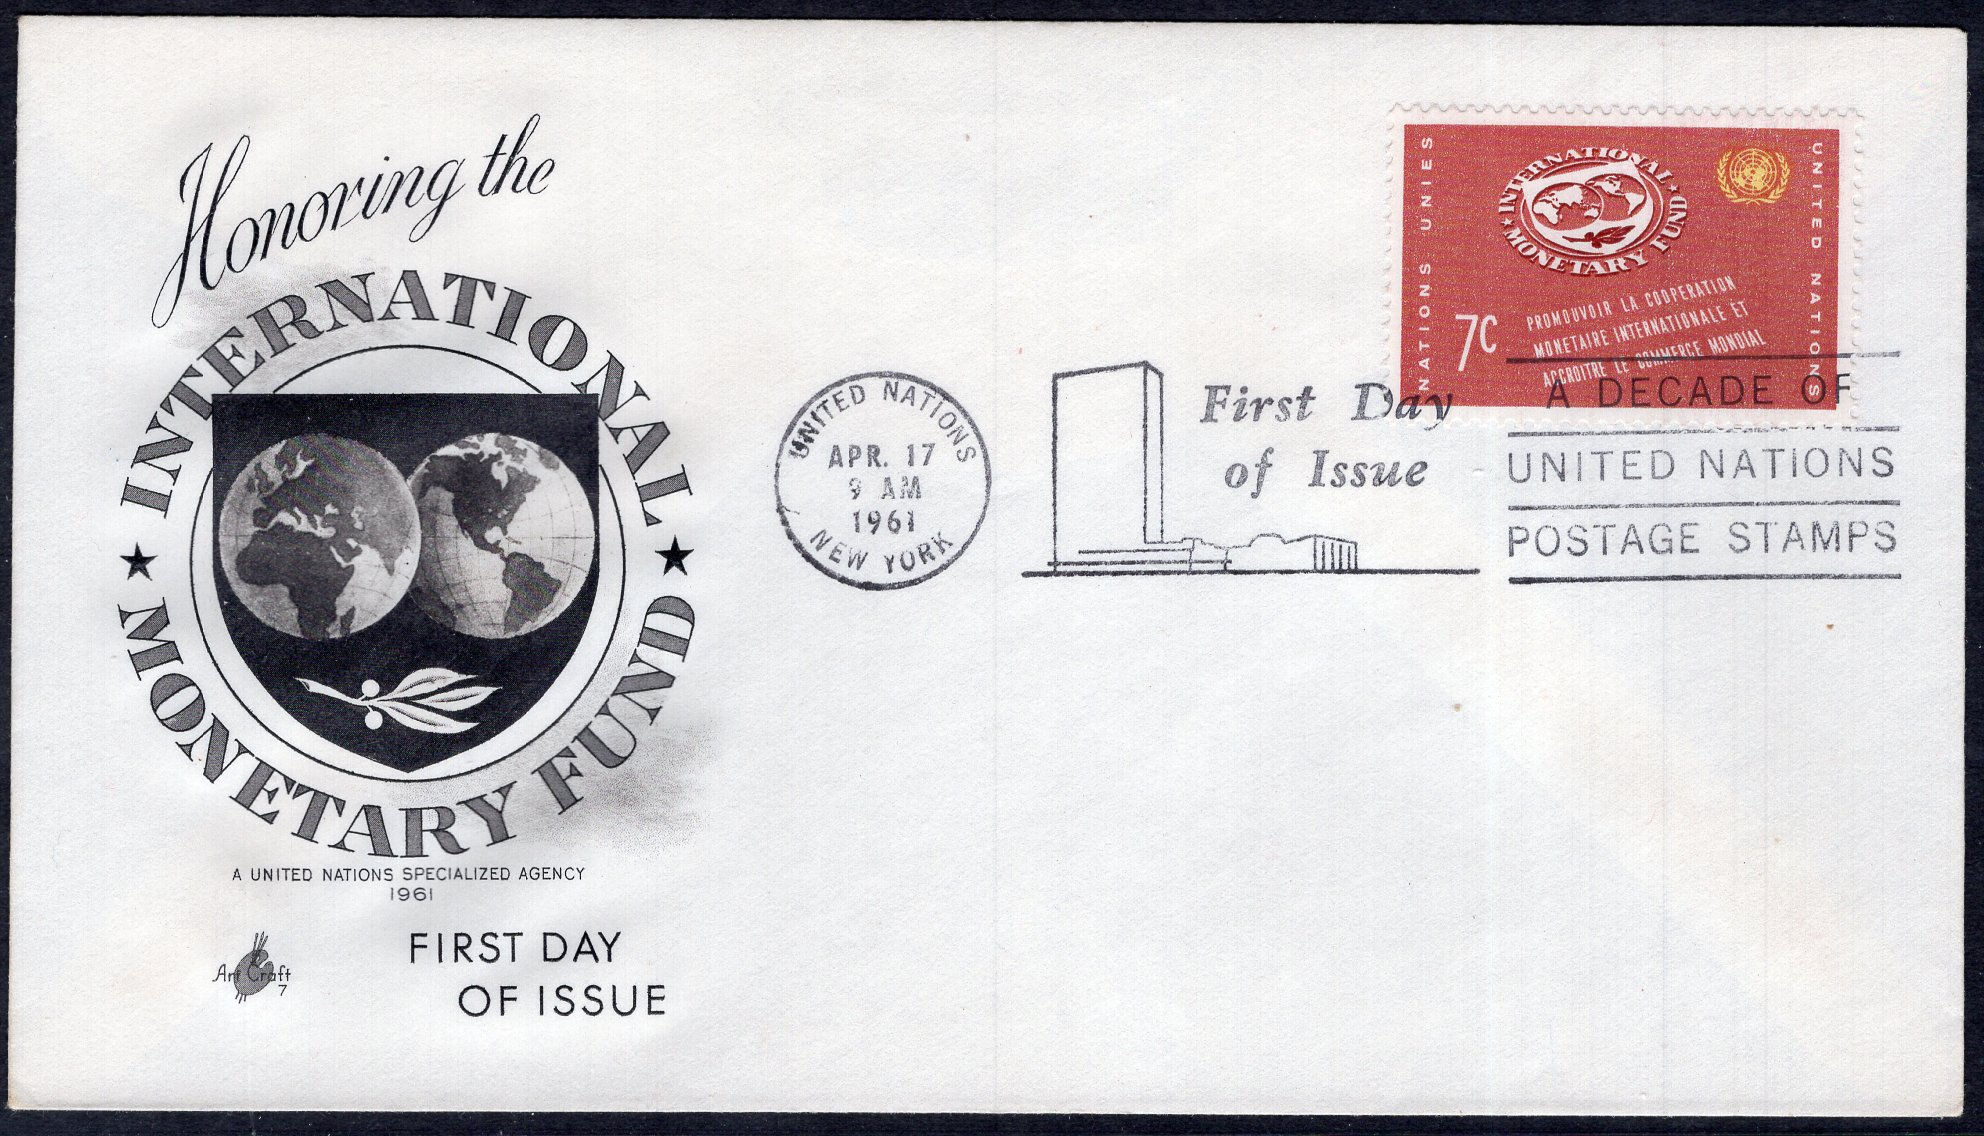 Honoring the
INTERNATIONAL
★ MONETARY FUND ★
A UNITED NATIONS SPECIALIZED AGENCY
1961
Art Craft
7
FIRST DAY
OF ISSUE
UNITED NATIONS
APR. 17
9 AM
1961
NEW YORK
First Day
of Issue
NATIONS UNIES
INTERNATIONAL
★ MONETARY FUND ★
UNITED NATIONS
7c
PROMOUVOIR LA COOPERATION
MONETAIRE INTERNATIONALE ET
ACCROITRE LE COMMERCE MONDIAL
A DECADE OF
UNITED NATIONS
POSTAGE STAMPS